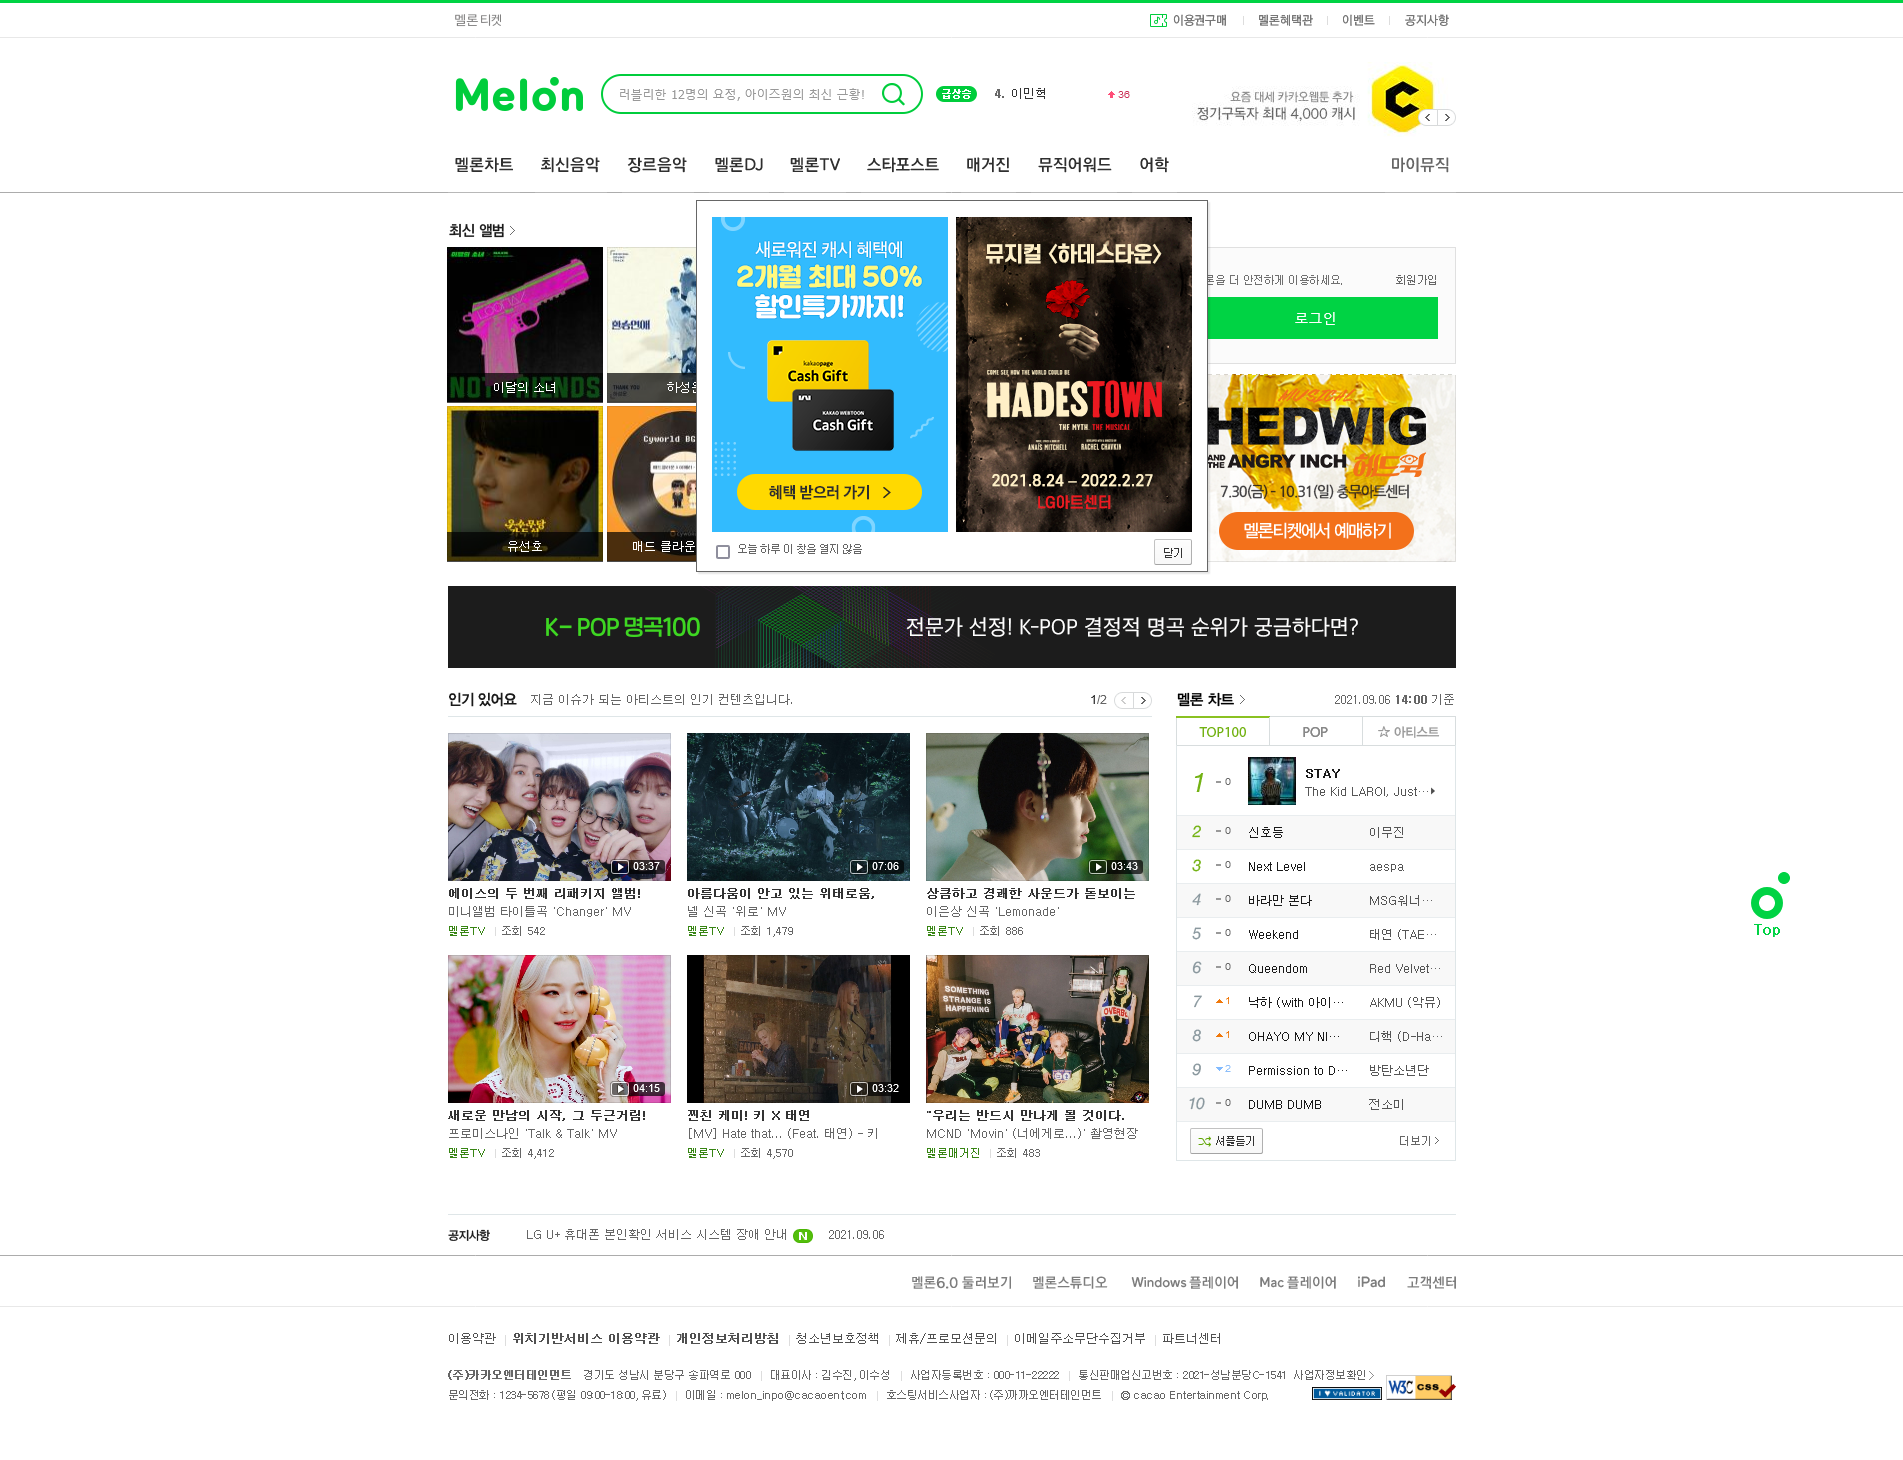 멜론티켓
이용권구매
멜론혜택관
이벤트
공지사항
Melon
러블리한 12명의 요정, 아이즈원의 최신 근황!
급상승
4. 이민혁
36
요즘 대세 카카오웹툰 추가
정기구독자 최대 4,000 캐시
멜론차트
최신음악
장르음악
멜론DJ
멜론TV
스타포스트
매거진
뮤직어워드
어학
마이뮤직
최신 앨범 >
이달의 소녀
NOT FRIENDS
이달의 소녀
환승연애
하성운
유선호
Cyworld BG
매드 클라운
새로워진 캐시 혜택에
2개월 최대 50%
할인특가까지!
kakaopage
Cash Gift
KAKAO WEBTOON
Cash Gift
혜택 받으러 가기 >
뮤지컬 <하데스타운>
COME SEE HOW THE WORLD COULD BE
HADESTOWN
THE MYTH. THE MUSICAL
ANAÏS MITCHELL
RACHEL CHAVKIN
2021.8.24 – 2022.2.27
LG아트센터
오늘 하루 이 창을 열지 않음
닫기
론을 더 안전하게 이용하세요.
회원가입
로그인
MUSICAL
HEDWIG
AND THE ANGRY INCH 헤드윅
7.30(금) - 10.31(일) 충무아트센터
멜론티켓에서 예매하기
K- POP 명곡100
전문가 선정! K-POP 결정적 명곡 순위가 궁금하다면?
인기 있어요
지금 이슈가 되는 아티스트의 인기 컨텐츠입니다.
1/2
03:37
에이스의 두 번째 리패키지 앨범!
미니앨범 타이틀곡 'Changer' MV
멜론TV 조회 542
07:06
아름다움이 안고 있는 위태로움,
넬 신곡 '위로' MV
멜론TV 조회 1,479
03:43
상큼하고 경쾌한 사운드가 돋보이는
이은상 신곡 'Lemonade'
멜론TV 조회 886
04:15
새로운 만남의 시작, 그 두근거림!
프로미스나인 'Talk & Talk' MV
멜론TV 조회 4,412
03:32
찐친 케미! 키 X 태연
[MV] Hate that... (Feat. 태연) - 키
멜론TV 조회 4,570
SOMETHING
STRANGE IS
HAPPENING
"우리는 반드시 만나게 될 것이다.
MCND 'Movin' (너에게로...)' 촬영현장
멜론매거진 조회 483
멜론 차트 >
2021.09.06 14:00 기준
TOP100
POP
☆ 아티스트
1 - 0 STAY
The Kid LAROI, Just…
2 - 0 신호등 이무진
3 - 0 Next Level aespa
4 - 0 바라만 본다 MSG워너…
5 - 0 Weekend 태연 (TAE…
6 - 0 Queendom Red Velvet…
7 ▲1 낙하 (with 아이… AKMU (악뮤)
8 ▲1 OHAYO MY NI… 디핵 (D-Ha…
9 ▼2 Permission to D… 방탄소년단
10 - 0 DUMB DUMB 전소미
셔플듣기
더보기 >
Top
공지사항
LG U+ 휴대폰 본인확인 서비스 시스템 장애 안내 N 2021.09.06
멜론6.0 둘러보기
멜론스튜디오
Windows 플레이어
Mac 플레이어
iPad
고객센터
이용약관 위치기반서비스 이용약관 개인정보처리방침 청소년보호정책 제휴/프로모션문의 이메일주소무단수집거부 파트너센터
(주)카카오엔터테인먼트 경기도 성남시 분당구 송파역로 000 대표이사 : 김수진, 이수성 사업자등록번호 : 000-11-22222 통신판매업신고번호 : 2021-성남분당C-1541 사업자정보확인 >
문의전화 : 1234-5678 (평일 09:00-18:00, 유료) 이메일 : melon_inpo@cacaoent.com 호스팅서비스사업자 : (주)까까오엔터테인먼트 © cacao Entertainment Corp.
I ♥ VALIDATOR
W3C css